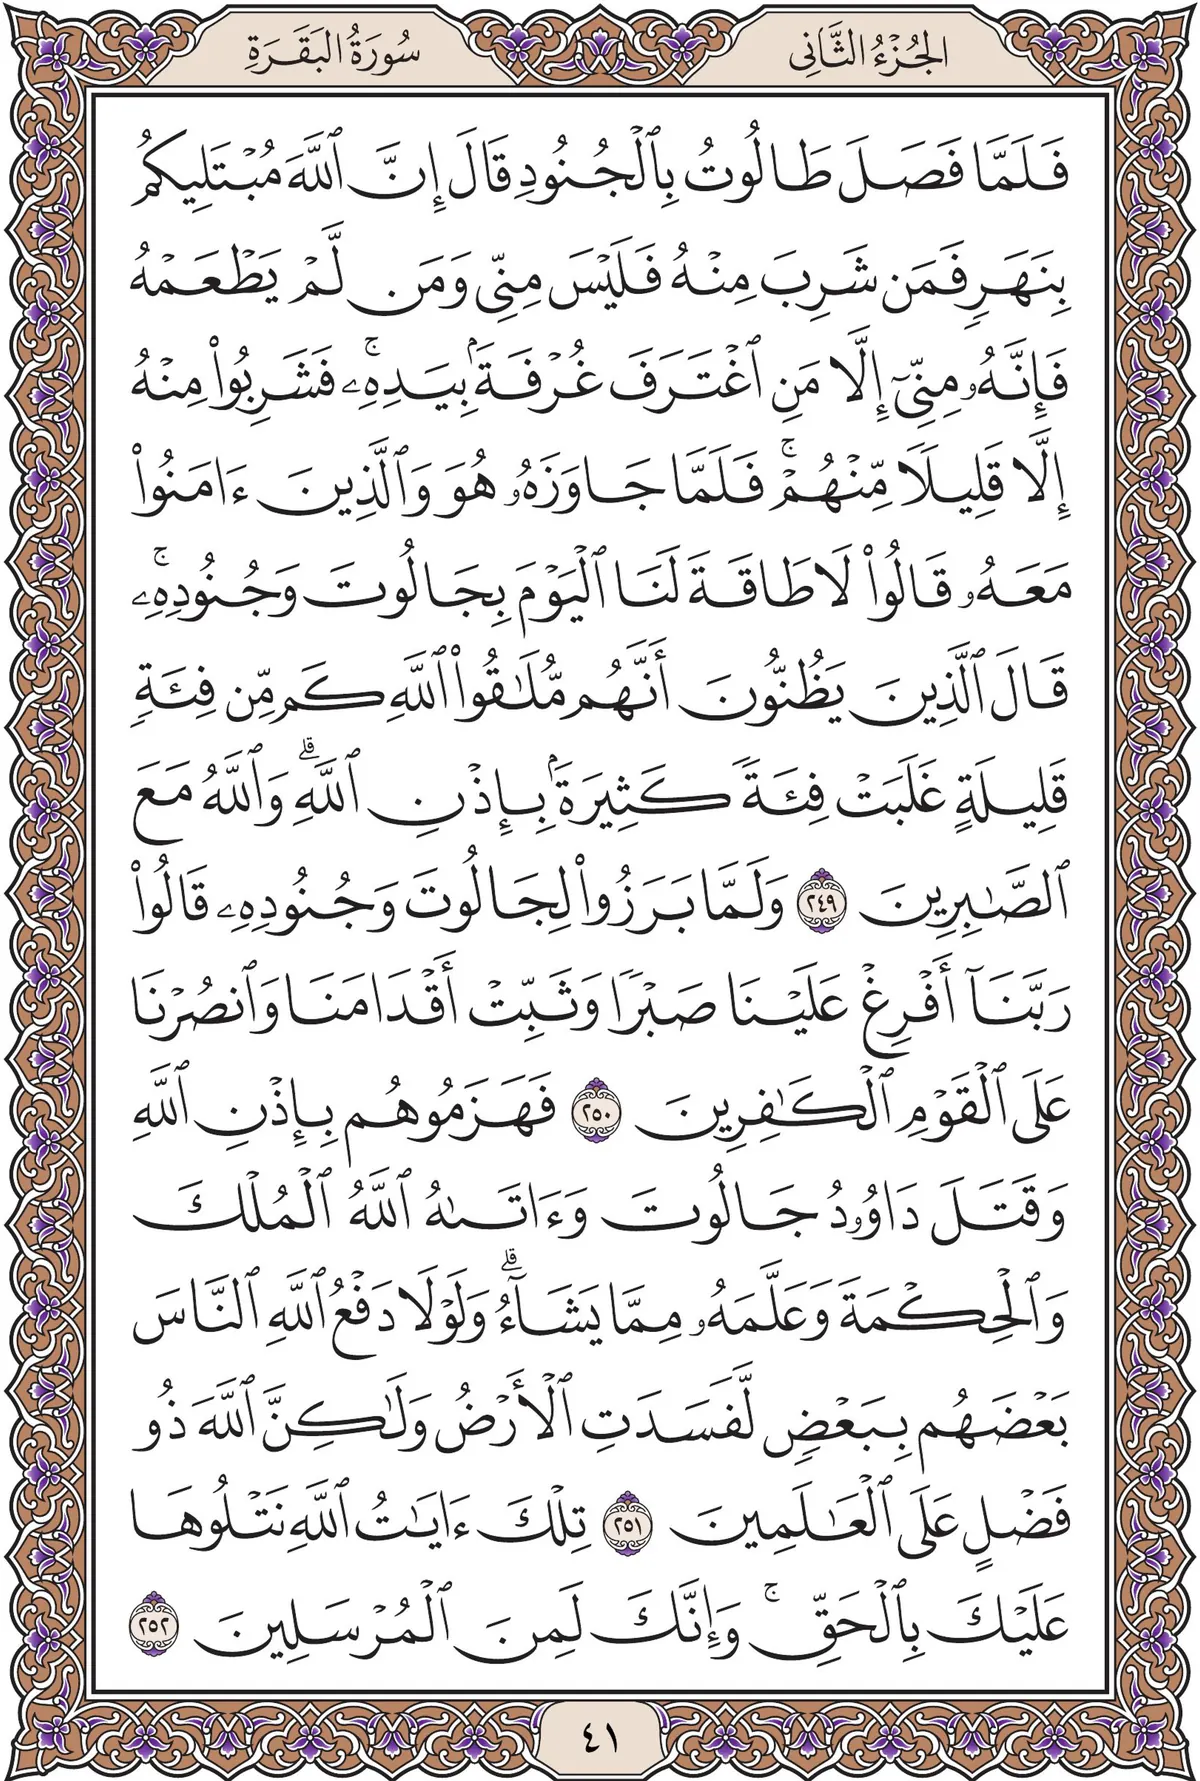 الجُزْءُ الثَّانِى
سُورَةُ البَقَرَةِ
فَلَمَّا فَصَلَ طَالُوتُ بِٱلْجُنُودِ قَالَ إِنَّ ٱللَّهَ مُبْتَلِيكُم
بِنَهَرٍ فَمَن شَرِبَ مِنْهُ فَلَيْسَ مِنِّى وَمَن لَّمْ يَطْعَمْهُ
فَإِنَّهُۥ مِنِّىٓ إِلَّا مَنِ ٱغْتَرَفَ غُرْفَةَۢ بِيَدِهِۦۚ فَشَرِبُوا۟ مِنْهُ
إِلَّا قَلِيلًا مِّنْهُمْۚ فَلَمَّا جَاوَزَهُۥ هُوَ وَٱلَّذِينَ ءَامَنُوا۟
مَعَهُۥ قَالُوا۟ لَا طَاقَةَ لَنَا ٱلْيَوْمَ بِجَالُوتَ وَجُنُودِهِۦۚ
قَالَ ٱلَّذِينَ يَظُنُّونَ أَنَّهُم مُّلَٰقُوا۟ ٱللَّهِ كَم مِّن فِئَةٍ
قَلِيلَةٍ غَلَبَتْ فِئَةً كَثِيرَةَۢ بِإِذْنِ ٱللَّهِۗ وَٱللَّهُ مَعَ
ٱلصَّٰبِرِينَ ٢٤٩ وَلَمَّا بَرَزُوا۟ لِجَالُوتَ وَجُنُودِهِۦ قَالُوا۟
رَبَّنَآ أَفْرِغْ عَلَيْنَا صَبْرًا وَثَبِّتْ أَقْدَامَنَا وَٱنصُرْنَا
عَلَى ٱلْقَوْمِ ٱلْكَٰفِرِينَ ٢٥٠ فَهَزَمُوهُم بِإِذْنِ ٱللَّهِ
وَقَتَلَ دَاوُۥدُ جَالُوتَ وَءَاتَىٰهُ ٱللَّهُ ٱلْمُلْكَ
وَٱلْحِكْمَةَ وَعَلَّمَهُۥ مِمَّا يَشَآءُۗ وَلَوْلَا دَفْعُ ٱللَّهِ ٱلنَّاسَ
بَعْضَهُم بِبَعْضٍ لَّفَسَدَتِ ٱلْأَرْضُ وَلَٰكِنَّ ٱللَّهَ ذُو
فَضْلٍ عَلَى ٱلْعَٰلَمِينَ ٢٥١ تِلْكَ ءَايَٰتُ ٱللَّهِ نَتْلُوهَا
عَلَيْكَ بِٱلْحَقِّۚ وَإِنَّكَ لَمِنَ ٱلْمُرْسَلِينَ ٢٥٢
٤١